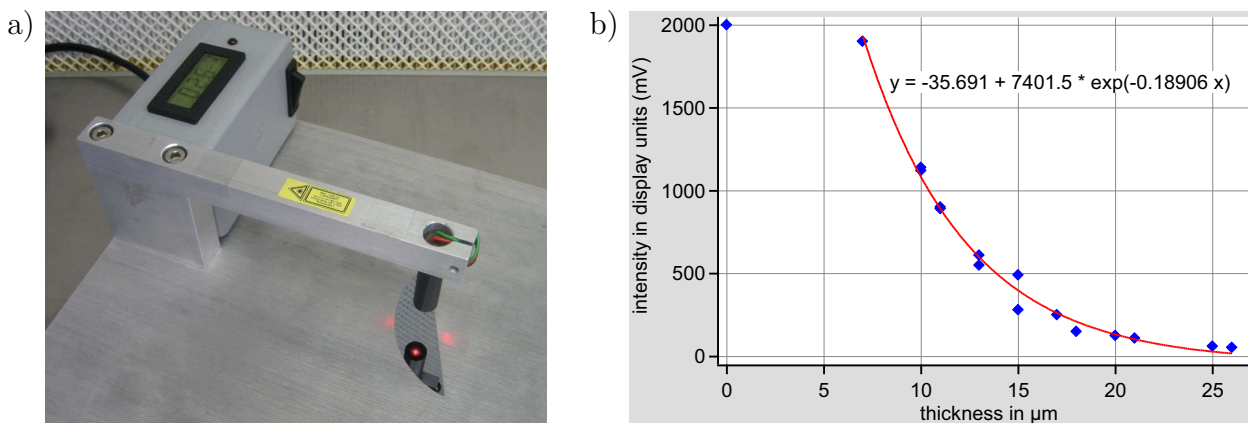 a)
b)
2000
1500
1000
500
0
intensity in display units (mV)
y = -35.691 + 7401.5 * exp(-0.18906 x)
0 5 10 15 20 25
thickness in µm